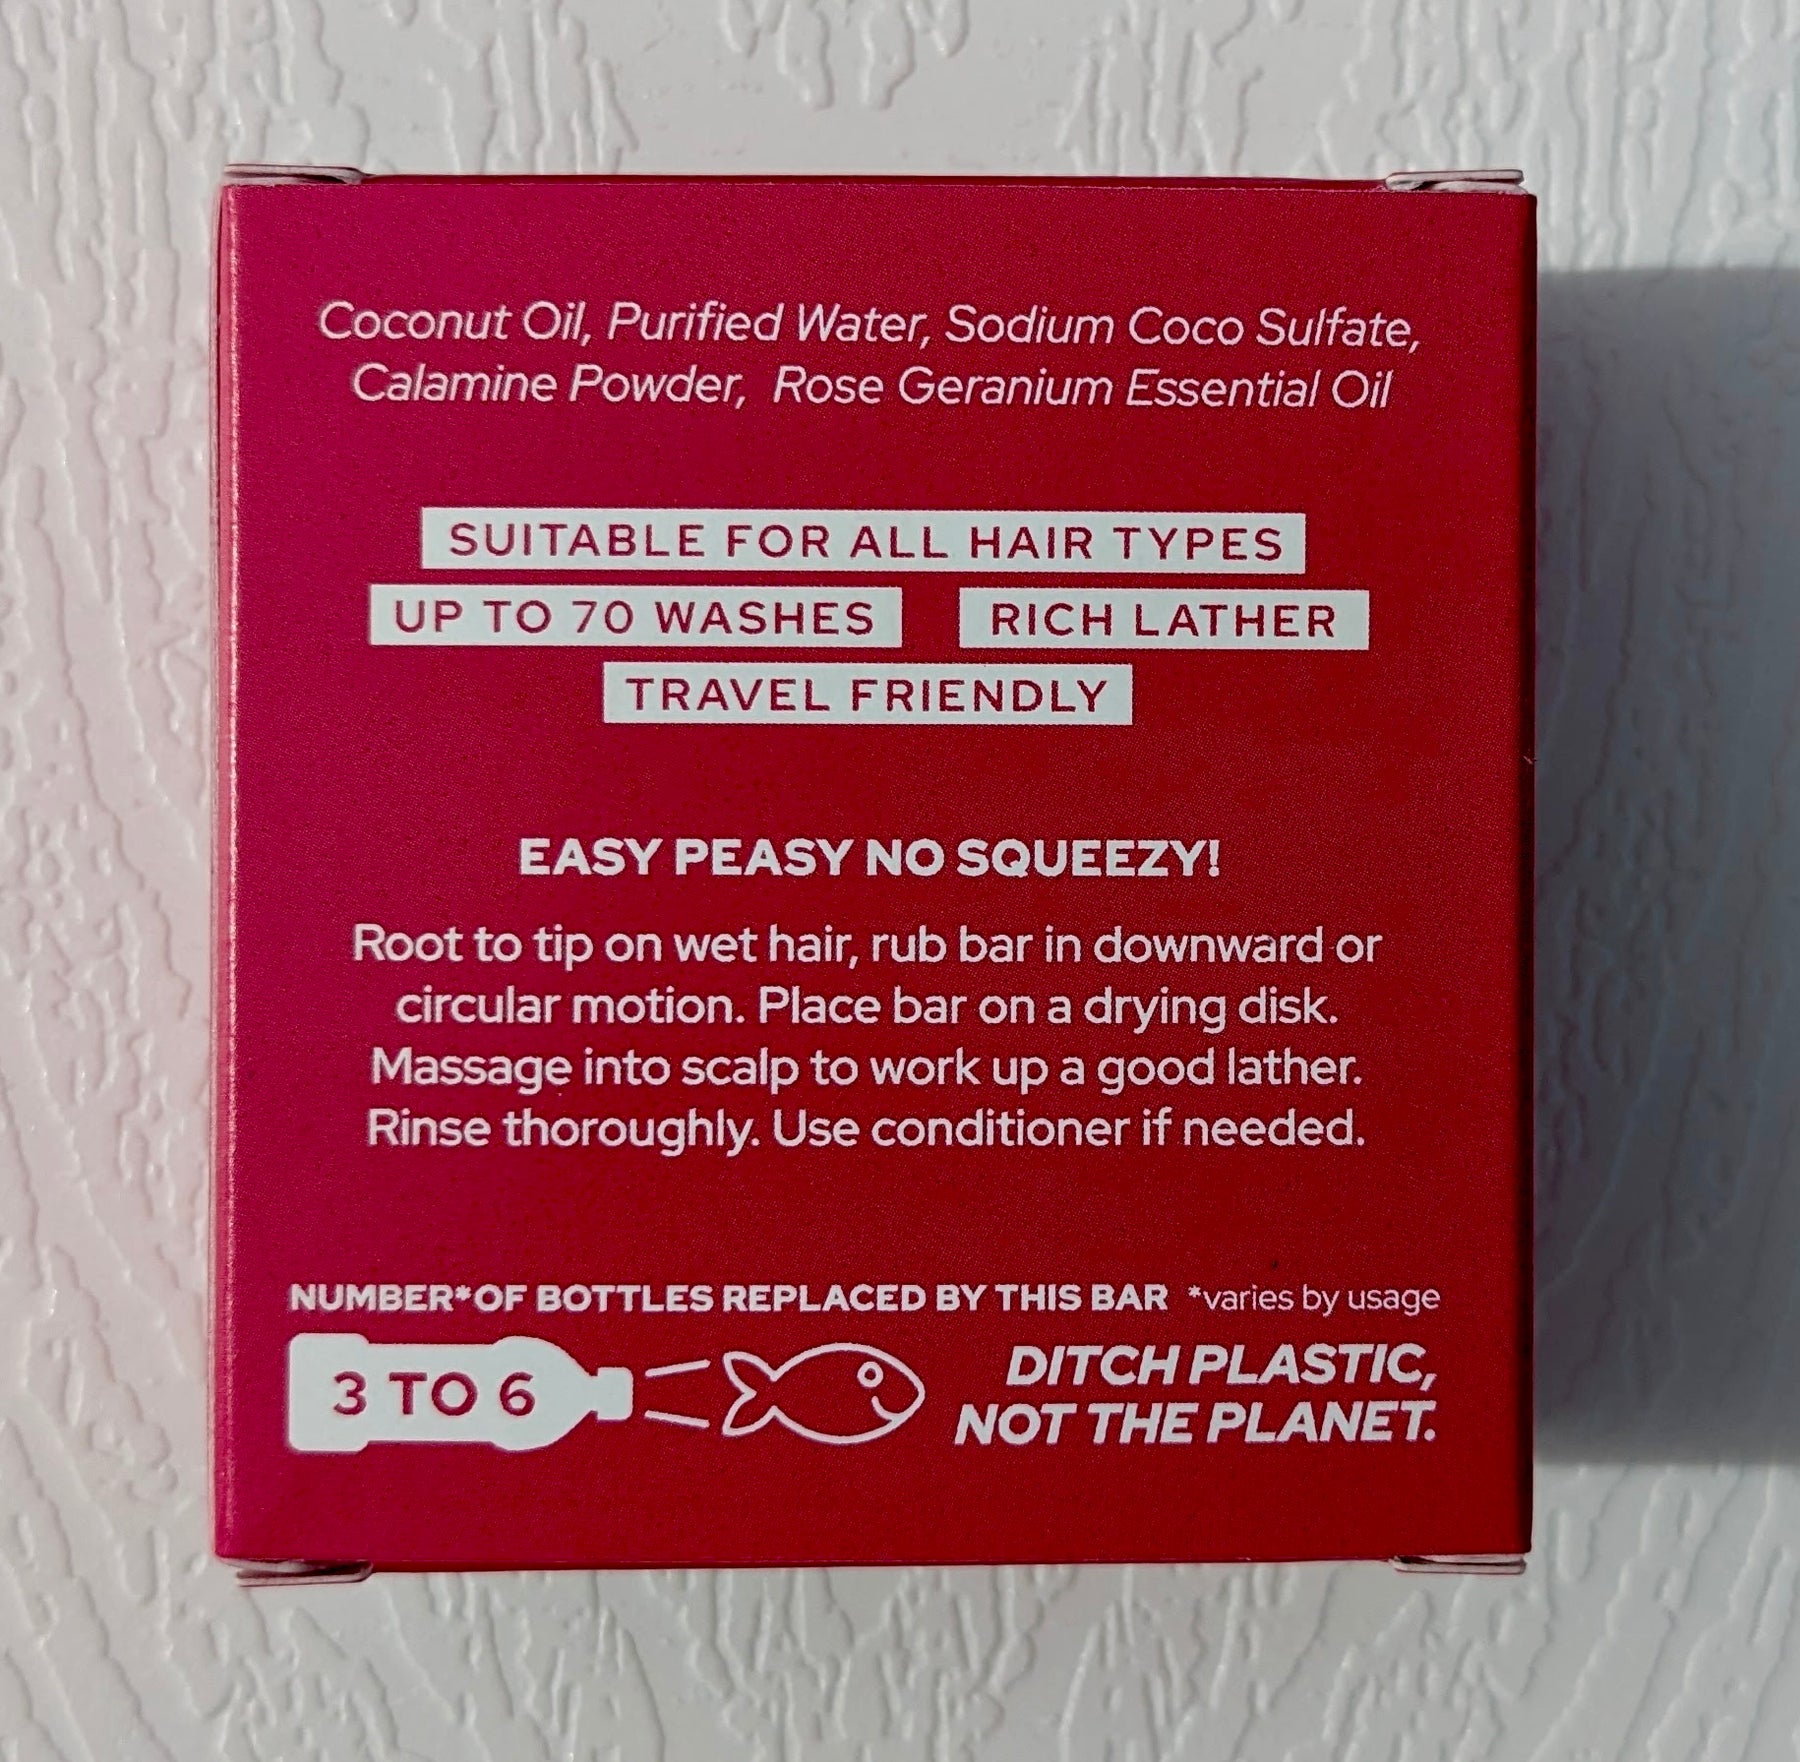 Coconut Oil, Purified Water, Sodium Coco Sulfate,
Calamine Powder, Rose Geranium Essential Oil
SUITABLE FOR ALL HAIR TYPES
UP TO 70 WASHES RICH LATHER
TRAVEL FRIENDLY
EASY PEASY NO SQUEEZY!
Root to tip on wet hair, rub bar in downward or
circular motion. Place bar on a drying disk.
Massage into scalp to work up a good lather.
Rinse thoroughly. Use conditioner if needed.
NUMBER*OF BOTTLES REPLACED BY THIS BAR *varies by usage
3 TO 6
DITCH PLASTIC,
NOT THE PLANET.